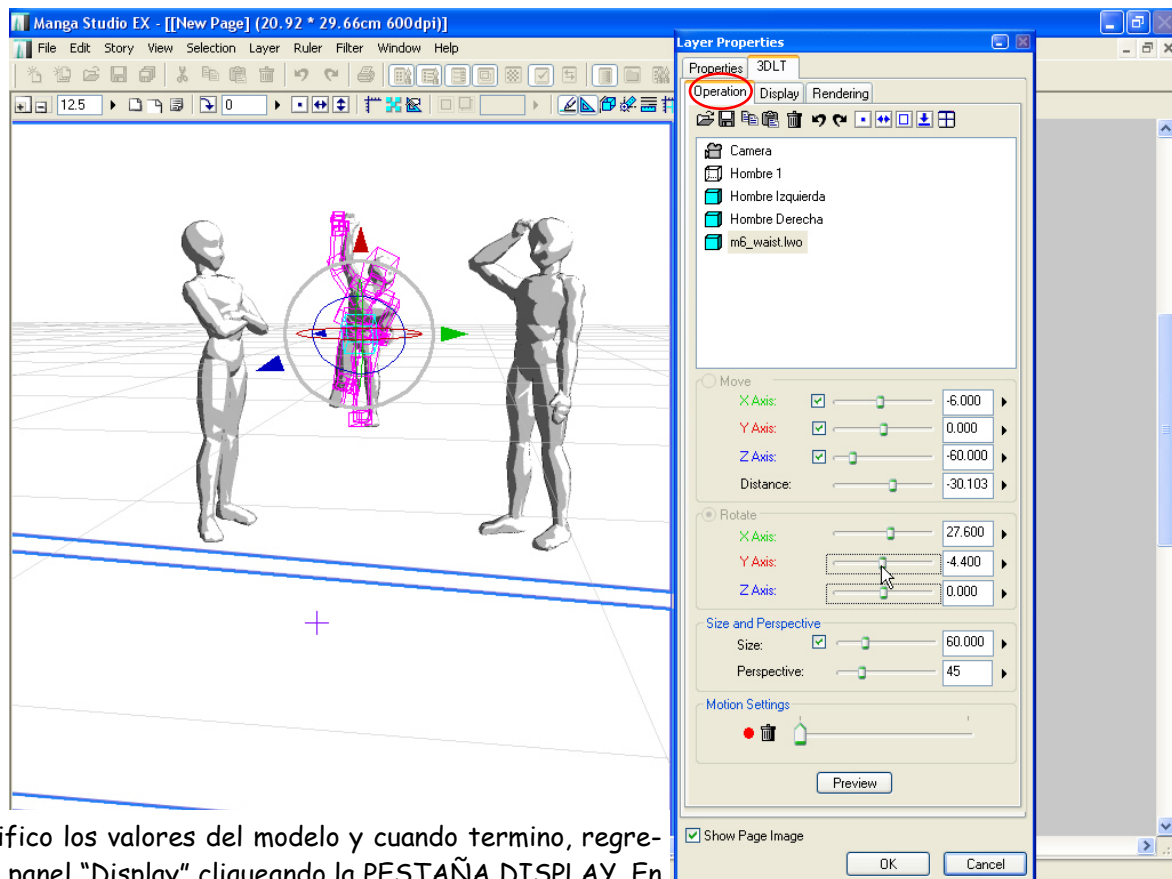 Manga Studio EX - [[New Page] (20.92 * 29.66cm 600dpi)]
File Edit Story View Selection Layer Ruler Filter Window Help
12.5
0
Layer Properties
Properties 3DLT
Operation Display Rendering
Camera
Hombre 1
Hombre Izquierda
Hombre Derecha
m6_waist.lwo
Move
X Axis: -6.000
Y Axis: 0.000
Z Axis: -60.000
Distance: -30.103
Rotate
X Axis: 27.600
Y Axis: -4.400
Z Axis: 0.000
Size and Perspective
Size: 60.000
Perspective: 45
Motion Settings
Preview
Show Page Image
OK Cancel
ifico los valores del modelo y cuando termino, regre-
panel “Display” cliqueando la PESTAÑA DISPLAY. En